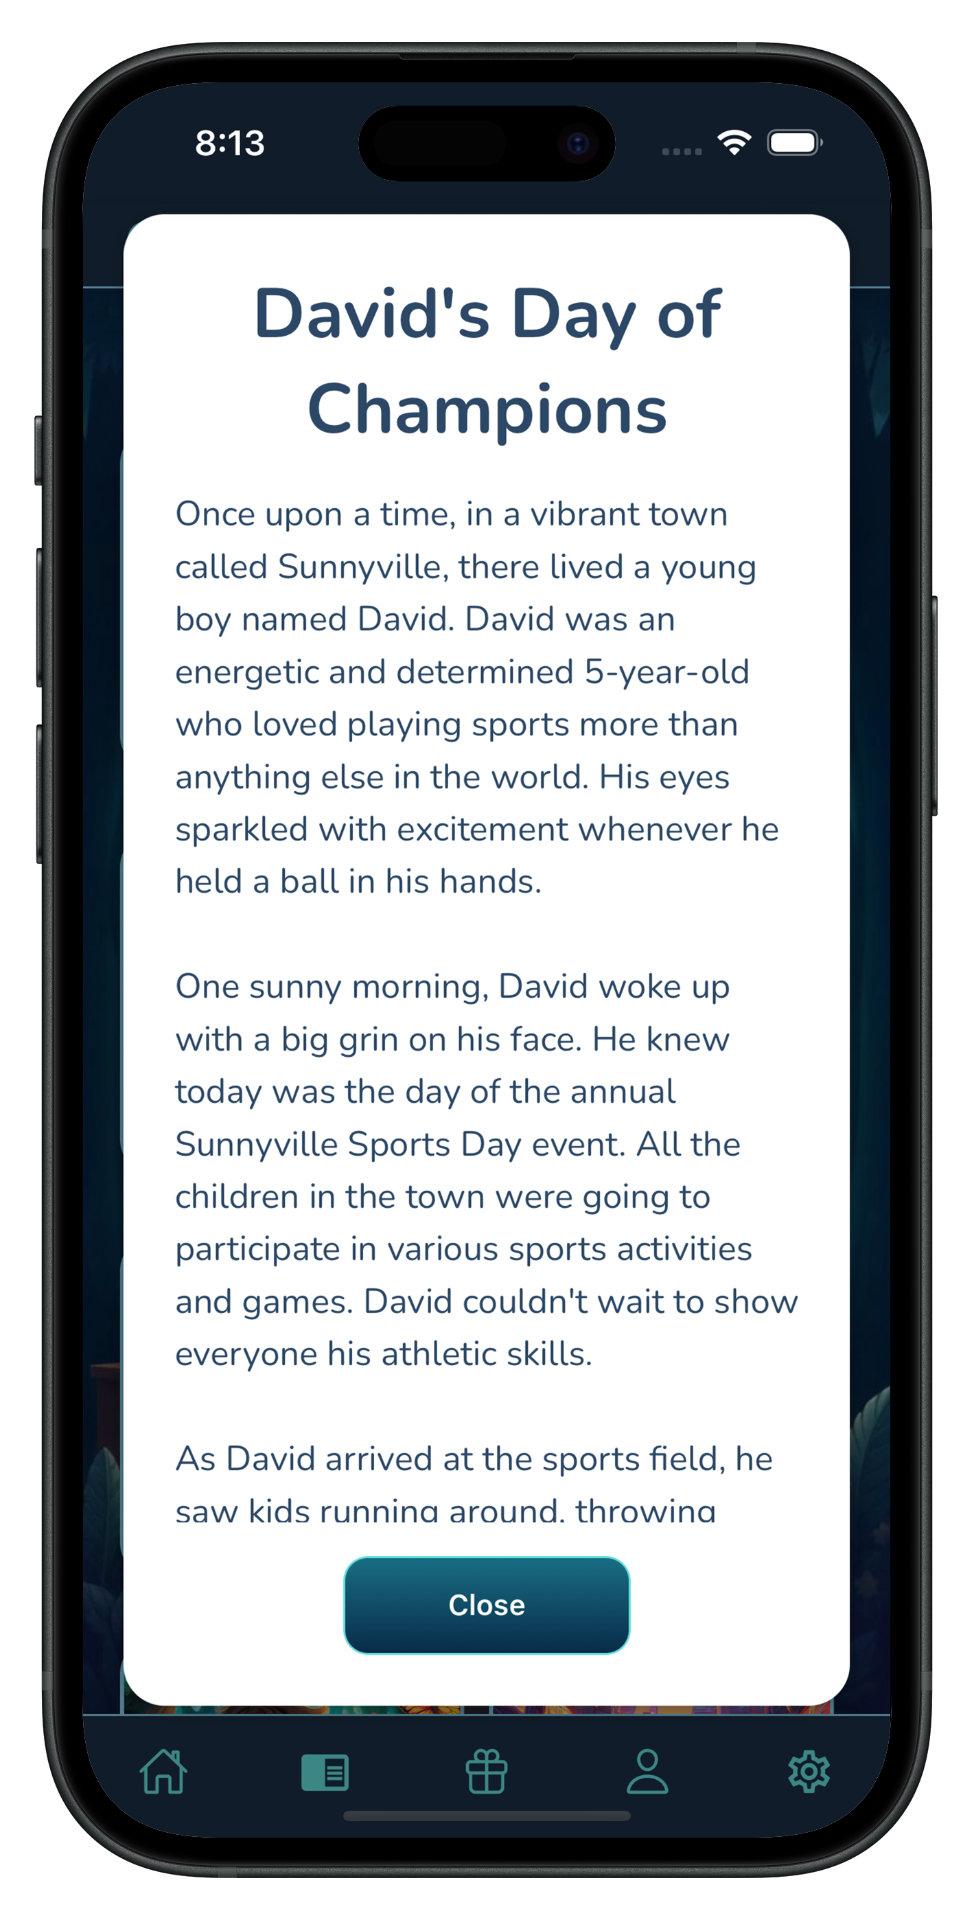 8:13
David's Day of
Champions
Once upon a time, in a vibrant town
called Sunnyville, there lived a young
boy named David. David was an
energetic and determined 5-year-old
who loved playing sports more than
anything else in the world. His eyes
sparkled with excitement whenever he
held a ball in his hands.
One sunny morning, David woke up
with a big grin on his face. He knew
today was the day of the annual
Sunnyville Sports Day event. All the
children in the town were going to
participate in various sports activities
and games. David couldn't wait to show
everyone his athletic skills.
As David arrived at the sports field, he
saw kids running around, throwing
Close